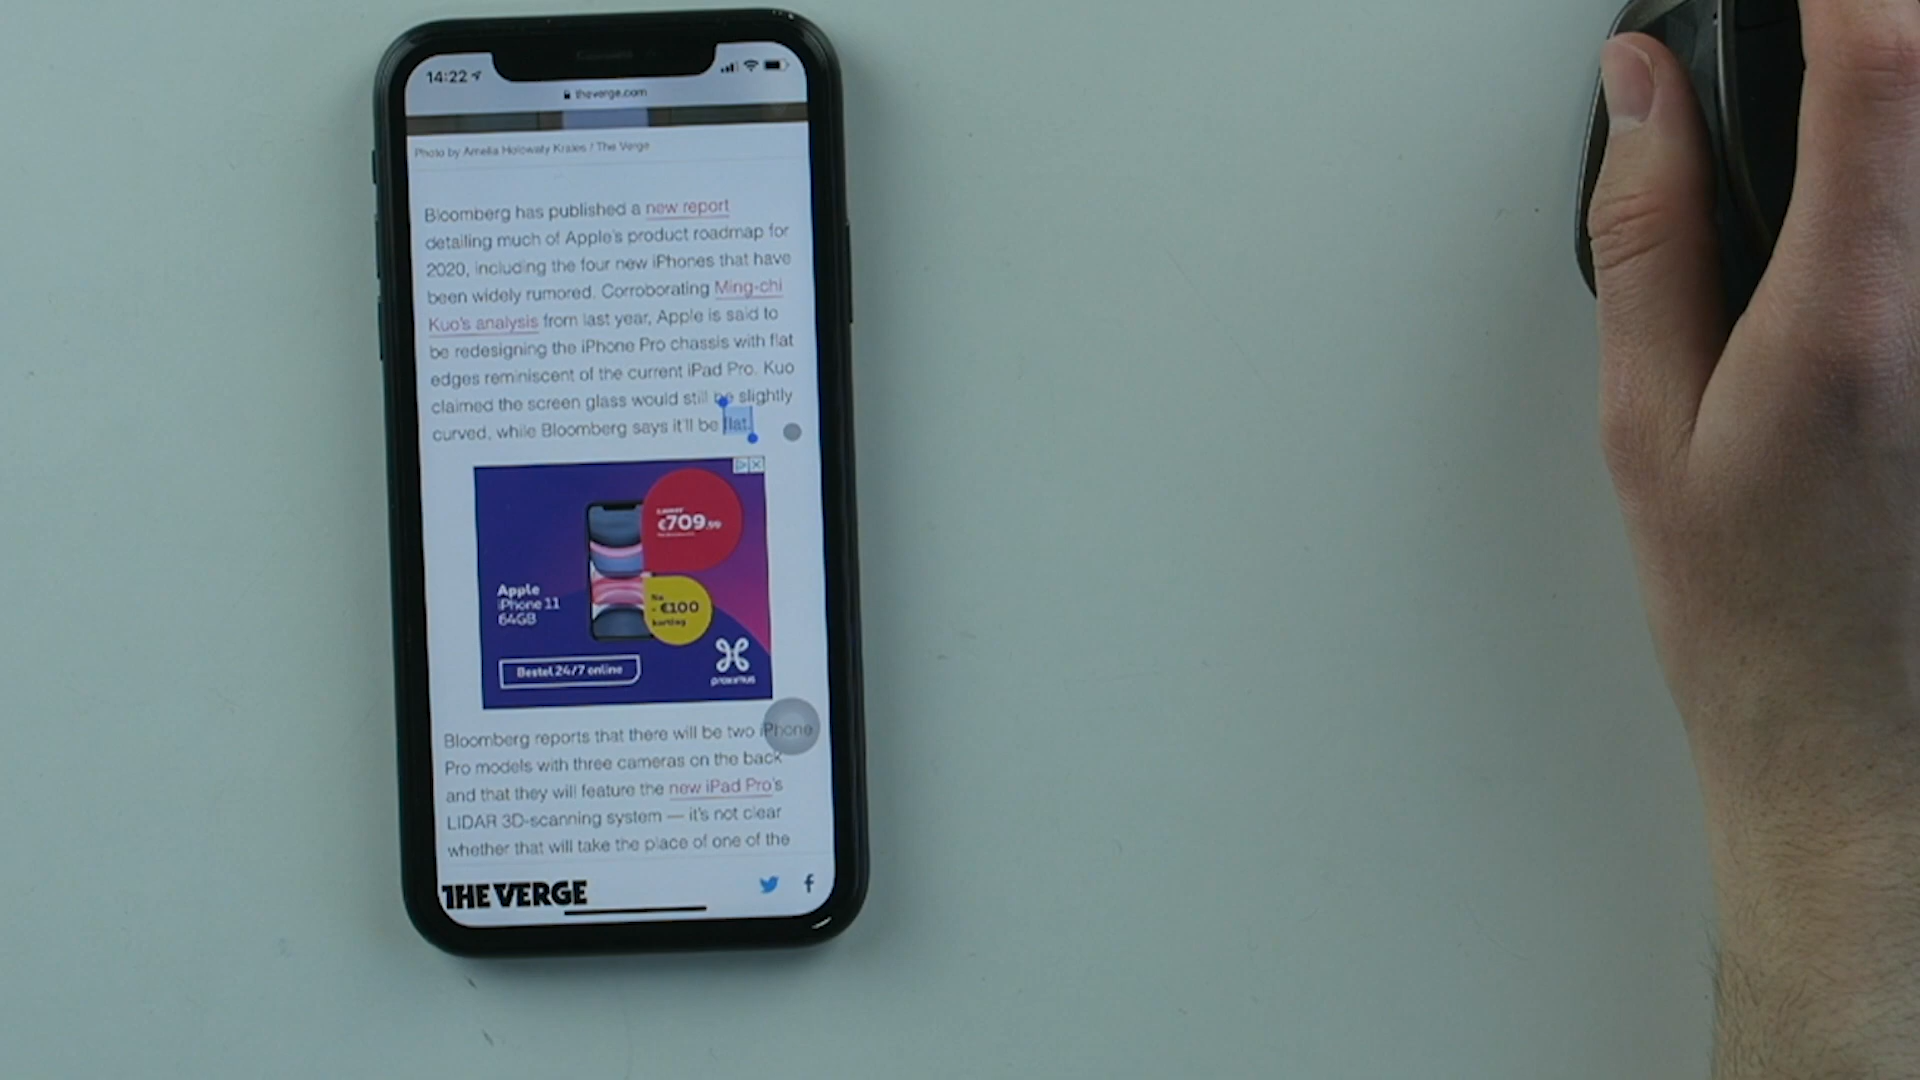 14:22
theverge.com
Photo by Amelia Holowaty Krales / The Verge
Bloomberg has published a new report
detailing much of Apple's product roadmap for
2020, including the four new iPhones that have
been widely rumored. Corroborating Ming-chi
Kuo's analysis from last year, Apple is said to
be redesigning the iPhone Pro chassis with flat
edges reminiscent of the current iPad Pro. Kuo
claimed the screen glass would still be slightly
curved, while Bloomberg says it'll be flat.
€709.99
Apple
iPhone 11
64GB
- €100
korting
Bestel 24/7 online
proximus
Bloomberg reports that there will be two iPhone
Pro models with three cameras on the back
and that they will feature the new iPad Pro's
LIDAR 3D-scanning system — it's not clear
whether that will take the place of one of the
THE VERGE